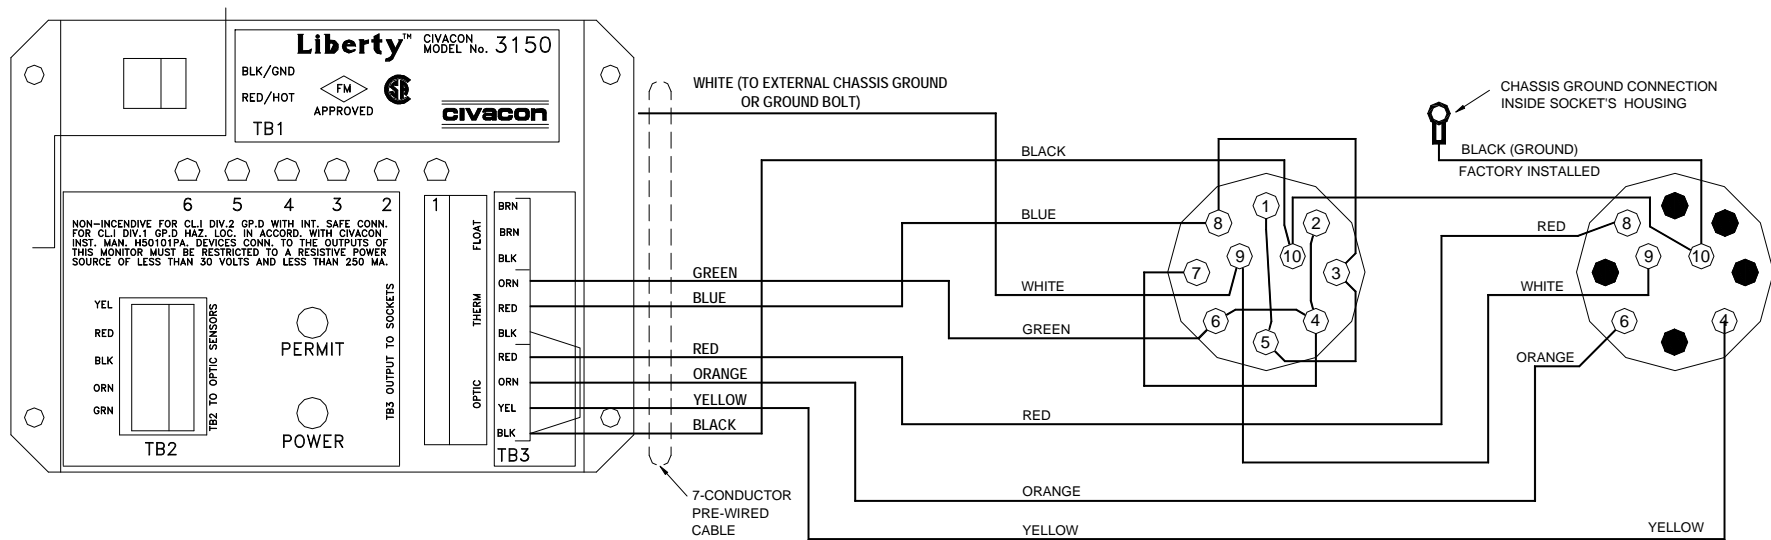 Liberty™ CIVACON
MODEL No. 3150
BLK/GND
RED/HOT
FM
APPROVED
SP
civacon
TB1
6 5 4 3 2 1
NON-INCENDIVE FOR CL.I DIV.2 GP.D WITH INT. SAFE CONN.
FOR CL.I DIV.1 GP.D HAZ. LOC. IN ACCORD. WITH CIVACON
INST. MAN. H50101PA. DEVICES CONN. TO THE OUTPUTS OF
THIS MONITOR MUST BE RESTRICTED TO A RESISTIVE POWER
SOURCE OF LESS THAN 30 VOLTS AND LESS THAN 250 MA.
YEL
RED
BLK
ORN
GRN
TB2 TO OPTIC SENSORS
TB2
PERMIT
POWER
TB3 OUTPUT TO SOCKETS
FLOAT
THERM
OPTIC
BRN
BRN
BLK
ORN
RED
BLK
RED
ORN
YEL
BLK
TB3
WHITE (TO EXTERNAL CHASSIS GROUND
OR GROUND BOLT)
GREEN
BLUE
RED
ORANGE
YELLOW
BLACK
7-CONDUCTOR
PRE-WIRED
CABLE
BLACK
BLUE
WHITE
GREEN
RED
ORANGE
YELLOW
1
8 2
9 10
7 3
6 4
5
CHASSIS GROUND CONNECTION
INSIDE SOCKET'S HOUSING
BLACK (GROUND)
FACTORY INSTALLED
RED
WHITE
ORANGE
YELLOW
8
9 10
6 4